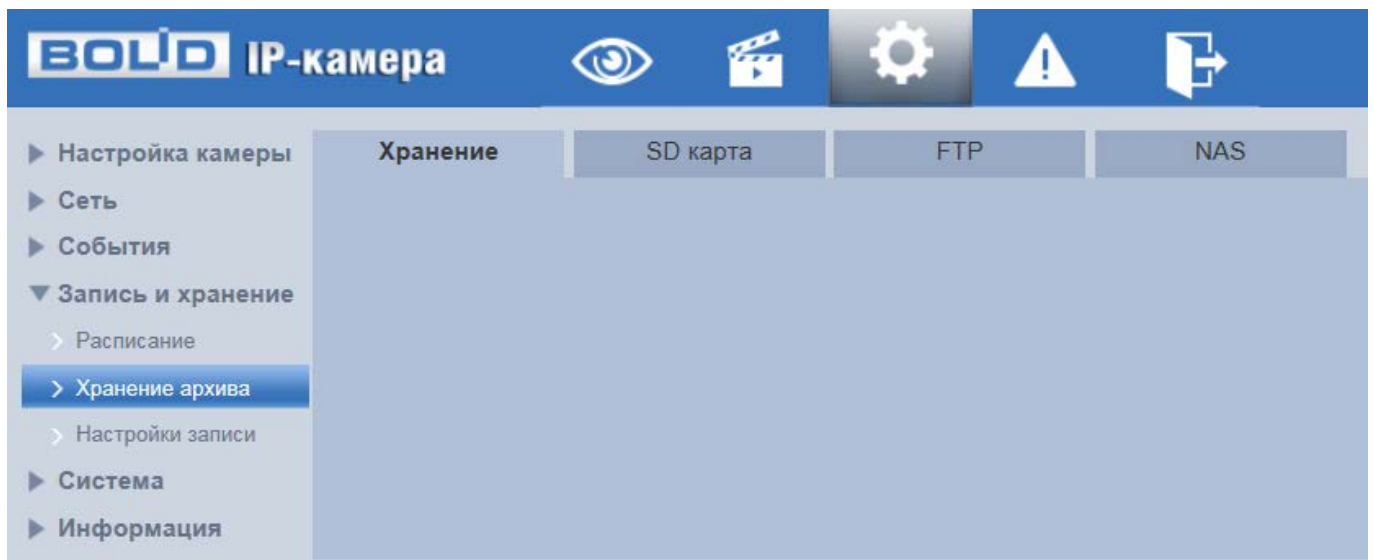 BOLID IP-камера
Настройка камеры
Сеть
События
Запись и хранение
Расписание
Хранение архива
Настройки записи
Система
Информация
Хранение
SD карта
FTP
NAS